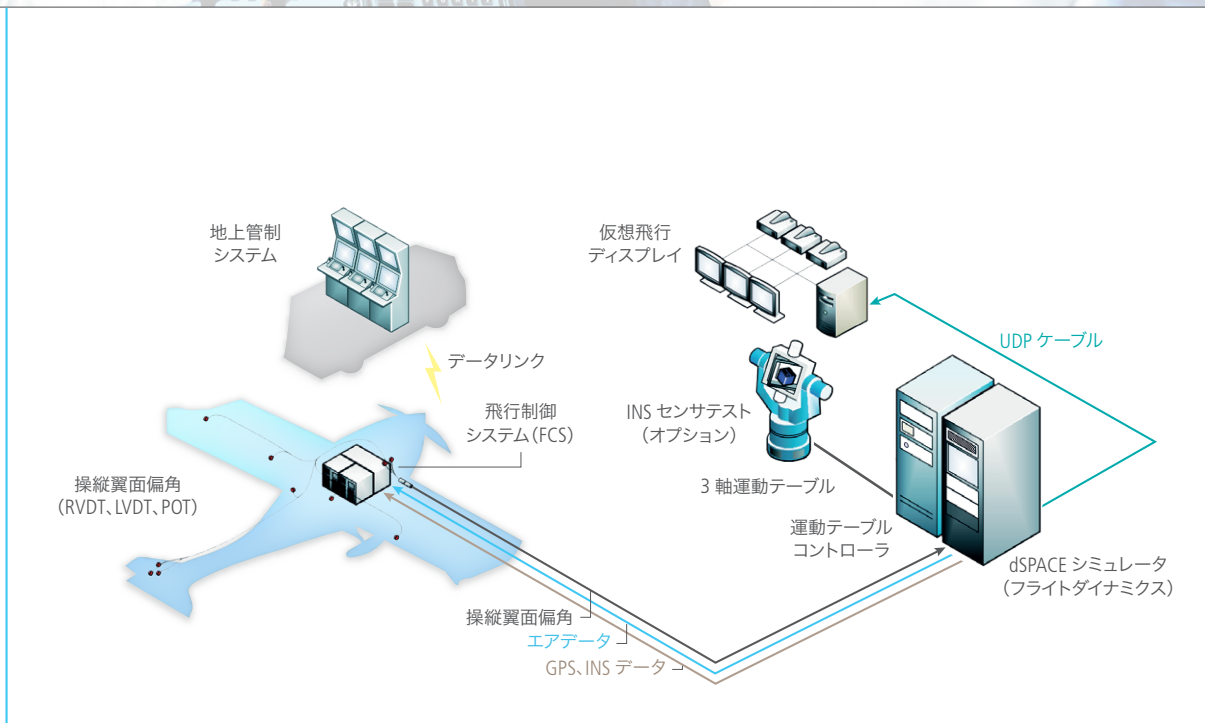 地上管制
システム
仮想飛行
ディスプレイ
UDP ケーブル
データリンク
飛行制御
システム(FCS)
INS センサテスト
(オプション)
3 軸運動テーブル
操縦翼面偏角
(RVDT、LVDT、POT)
運動テーブル
コントローラ
dSPACE シミュレータ
(フライトダイナミクス)
操縦翼面偏角
エアデータ
GPS、INS データ